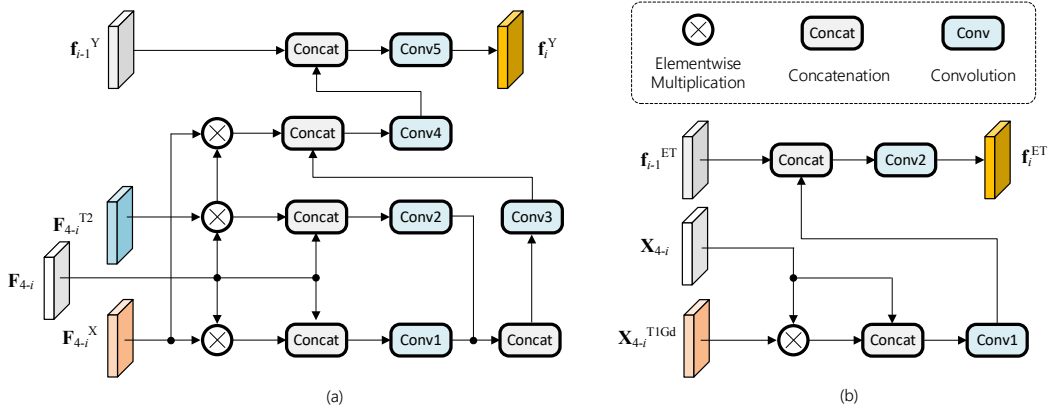 f_{i-1}^Y
Concat
Conv5
f_i^Y
Concat
Conv4
F_{4-i}^{T2}
Concat
Conv2
Conv3
F_{4-i}
F_{4-i}^X
Concat
Conv1
Concat
(a)
Concat
Conv
Elementwise
Multiplication
Concatenation
Convolution
f_{i-1}^{ET}
Concat
Conv2
f_i^{ET}
X_{4-i}
X_{4-i}^{T1Gd}
Concat
Conv1
(b)